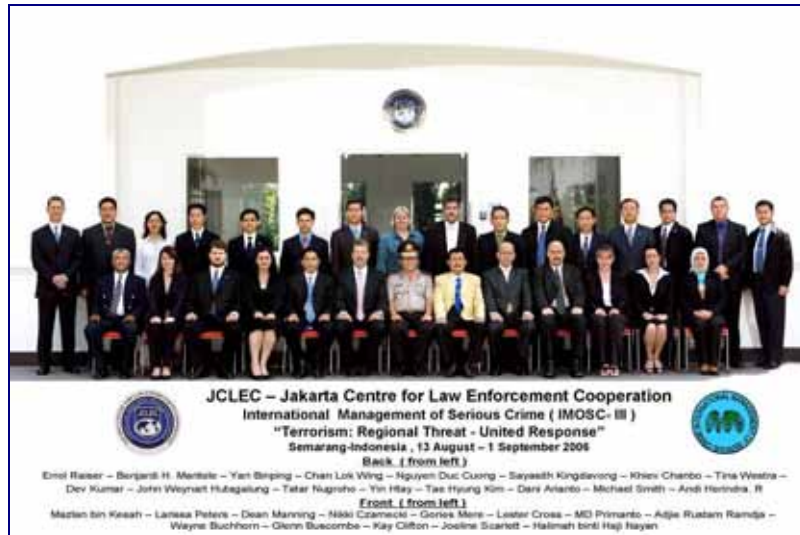 JCLEC – Jakarta Centre for Law Enforcement Cooperation
International Management of Serious Crime ( IMOSC- III )
“Terrorism: Regional Threat - United Response”
Semarang-Indonesia , 13 August – 1 September 2006
Back ( from left )
Errol Raiser – Benjardi H. Mantele – Yan Binping – Chan Lok Wing – Nguyen Duc Cuong – Sayasith Kingdavong – Khiev Chanbo – Tina Westra –
Dev Kumar – John Weynart Hutagalung – Tatar Nugroho – Yin Htay – Tae Hyung Kim – Dani Arianto – Michael Smith – Andi Herindra. R
Front ( from left )
Mazlan bin Kesah – Larissa Peters – Dean Manning – Nikki Czarnecki – Gories Mere – Lester Cross – MD Primanto – Adjie Rustam Ramdja –
Wayne Buchhorn – Glenn Buscombe – Kay Clifton – Joeline Scarlett – Halimah binti Haji Nayan
JCLEC